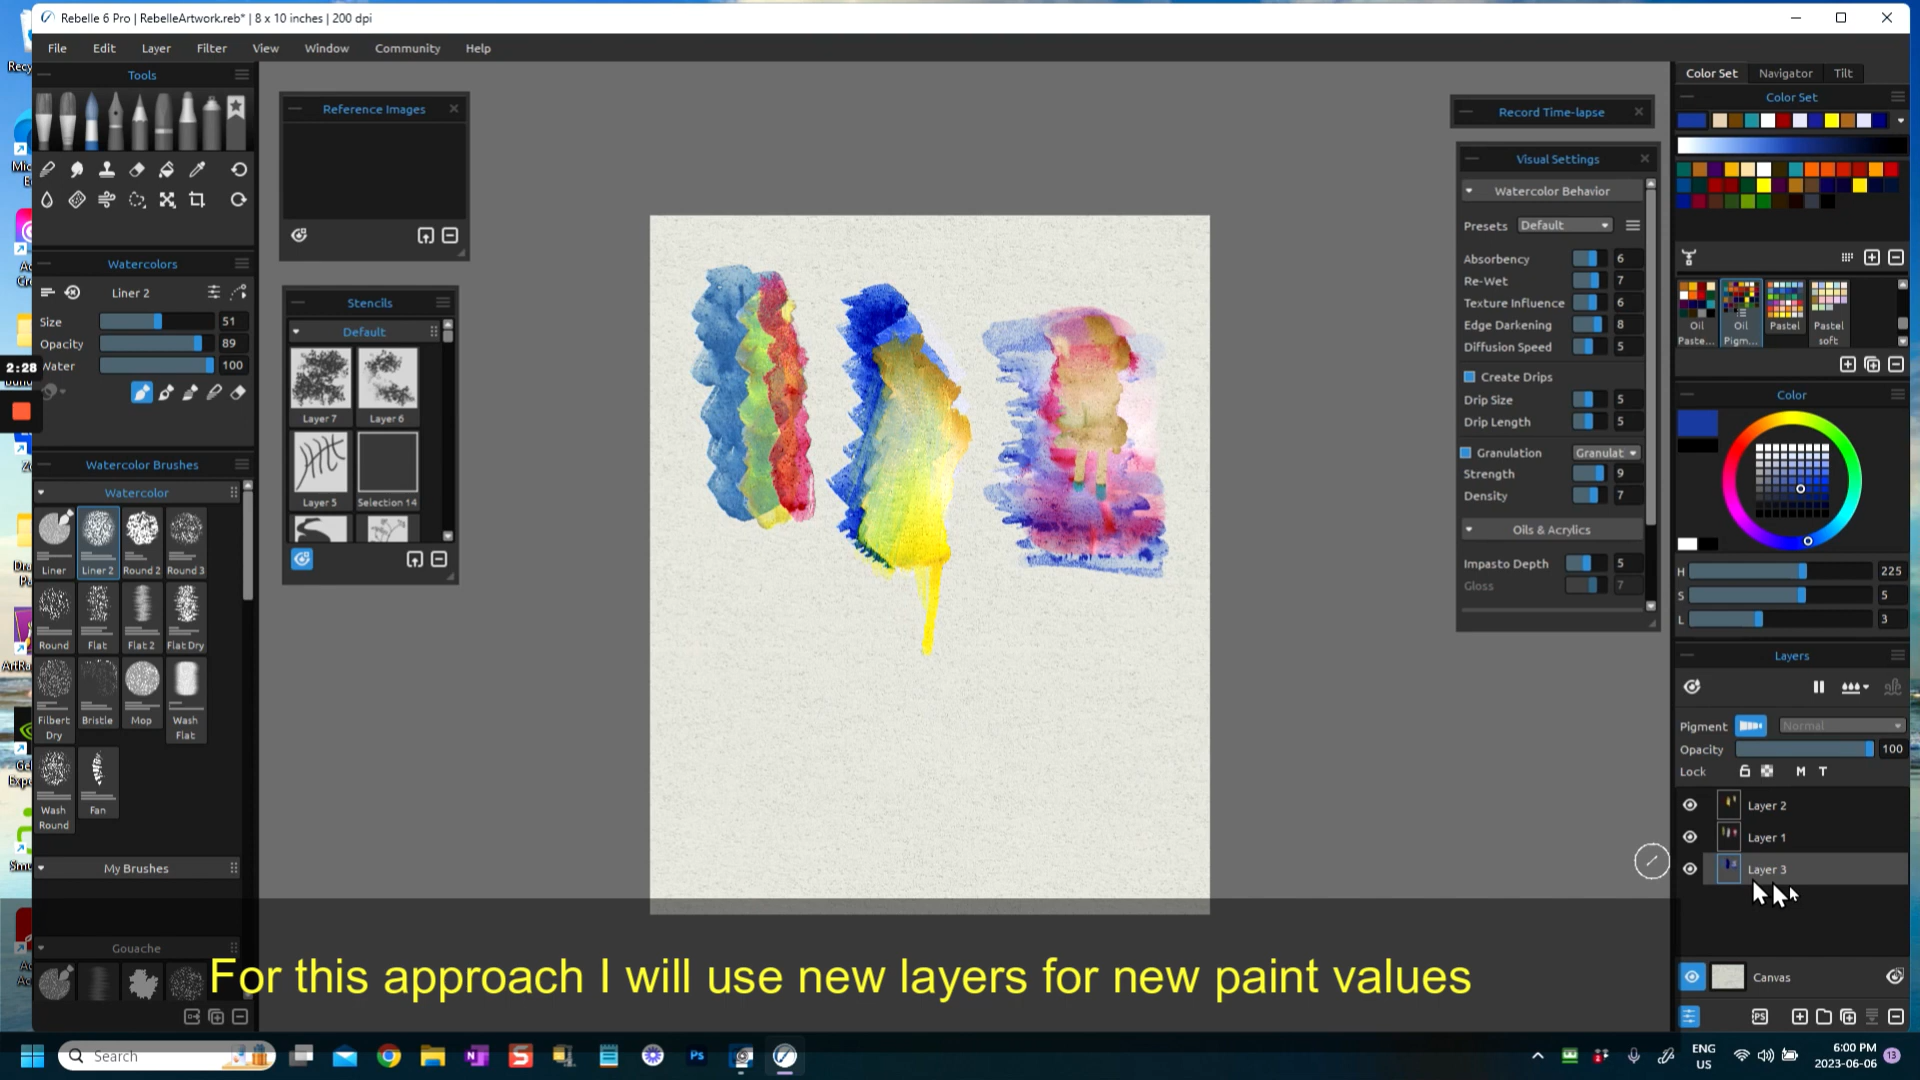 Rebelle 6 Pro | RebelleArtwork.reb* | 8 x 10 inches | 200 dpi
File Edit Layer Filter View Window Community Help
Tools
Watercolors
Liner 2
Size 51
Opacity 89
Water 100
2:28
Watercolor Brushes
Watercolor
Liner Liner 2 Round 2 Round 3
Round Flat Flat 2 Flat Dry
Filbert Dry Bristle Mop Wash Flat
Wash Round Fan
My Brushes
Gouache
Reference Images
Stencils
Default
Layer 7 Layer 6
Layer 5 Selection 14
Record Time-lapse
Visual Settings
Watercolor Behavior
Presets Default
Absorbency 6
Re-Wet 7
Texture Influence 6
Edge Darkening 8
Diffusion Speed 5
Create Drips
Drip Size 5
Drip Length 5
Granulation Granulat
Strength 9
Density 7
Oils & Acrylics
Impasto Depth 5
Gloss 7
Color Set Navigator Tilt
Color Set
Oil Paste... Oil Pigm... Pastel Pastel soft
Color
H 225
S 5
L 3
Layers
Pigment Normal
Opacity 100
Lock M T
Layer 2
Layer 1
Layer 3
Canvas
PS
For this approach I will use new layers for new paint values
Search
Ps
ENG
US
6:00 PM
2023-06-06
13